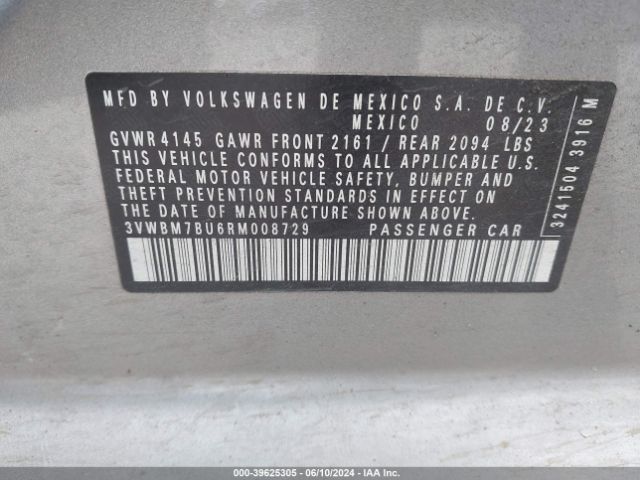 MFD BY VOLKSWAGEN DE MEXICO S.A. DE C.V.
MEXICO 08/23
GVWR 4145 GAWR FRONT 2161 / REAR 2094 LBS
THIS VEHICLE CONFORMS TO ALL APPLICABLE U.S.
FEDERAL MOTOR VEHICLE SAFETY, BUMPER AND
THEFT PREVENTION STANDARDS IN EFFECT ON
THE DATE OF MANUFACTURE SHOWN ABOVE.
3VWBM7BU6RM008729 PASSENGER CAR
3241504 3916 M
000-39625305 - 06/10/2024 - IAA Inc.